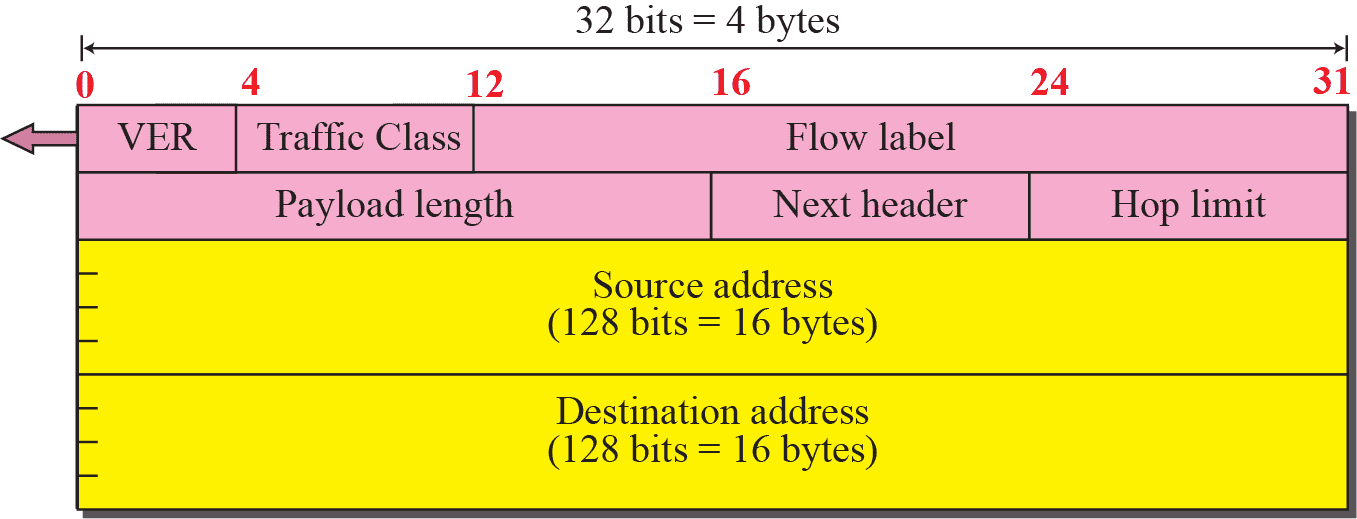 32 bits = 4 bytes
0 4 12 16 24 31
VER Traffic Class Flow label
Payload length Next header Hop limit
Source address
(128 bits = 16 bytes)
Destination address
(128 bits = 16 bytes)